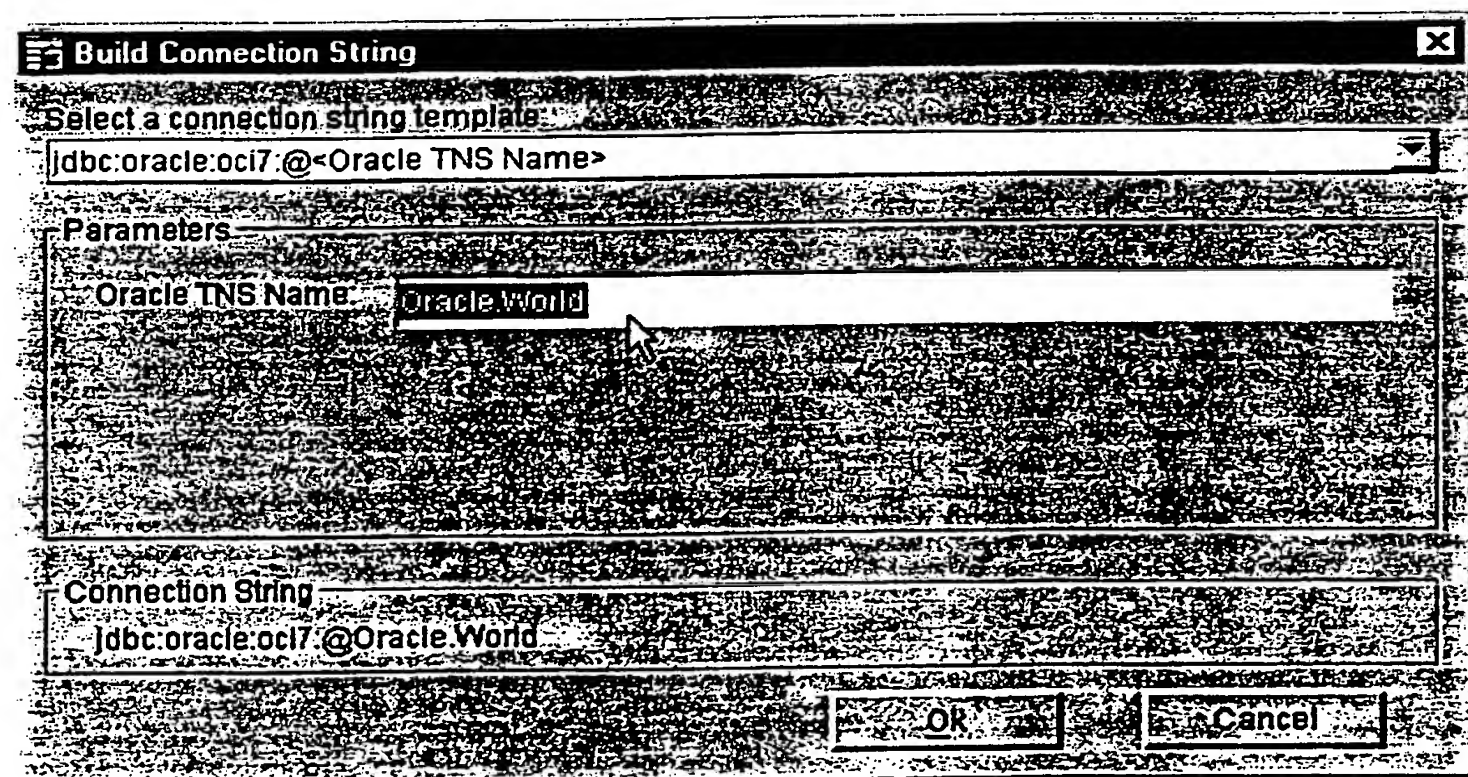 Build Connection String
Select a connection string template:
jdbc:oracle:oci7:@<Oracle TNS Name>
Parameters
Oracle TNS Name: Oracle.World
Connection String
jdbc:oracle:oci7:@Oracle.World
Ok Cancel